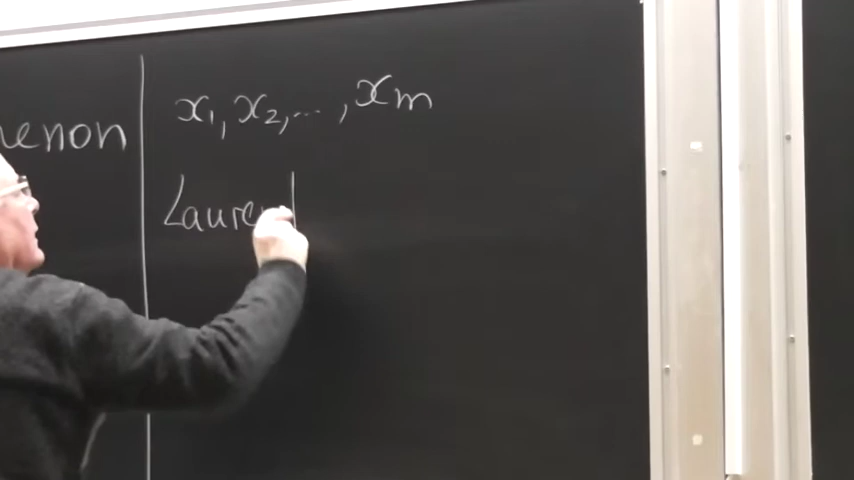 enon
x₁, x₂, ..., xₘ
Laure